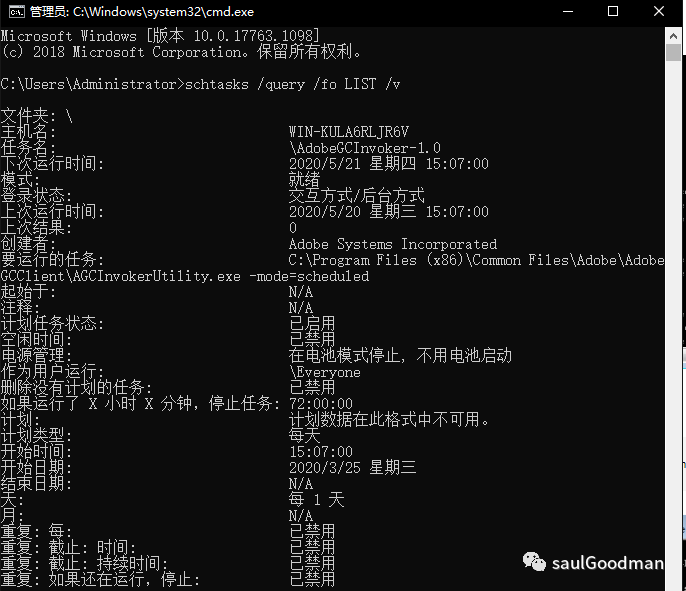 管理员: C:\Windows\system32\cmd.exe
Microsoft Windows [版本 10.0.17763.1098]
(c) 2018 Microsoft Corporation。保留所有权利。
C:\Users\Administrator>schtasks /query /fo LIST /v
文件夹: \
主机名: WIN-KULA6RLJR6V
任务名: \AdobeGCInvoker-1.0
下次运行时间: 2020/5/21 星期四 15:07:00
模式: 就绪
登录状态: 交互方式/后台方式
上次运行时间: 2020/5/20 星期三 15:07:00
上次结果: 0
创建者: Adobe Systems Incorporated
要运行的任务: C:\Program Files (x86)\Common Files\Adobe\Adobe
GCClient\AGCInvokerUtility.exe -mode=scheduled
起始于: N/A
注释: N/A
计划任务状态: 已启用
空闲时间: 已禁用
电源管理: 在电池模式停止, 不用电池启动
作为用户运行: \Everyone
删除没有计划的任务: 已禁用
如果运行了 X 小时 X 分钟，停止任务: 72:00:00
计划: 计划数据在此格式中不可用。
计划类型: 每天
开始时间: 15:07:00
开始日期: 2020/3/25 星期三
结束日期: N/A
天: 每 1 天
月: N/A
重复: 每: 已禁用
重复: 截止: 时间: 已禁用
重复: 截止: 持续时间: 已禁用
重复: 如果还在运行，停止: 已禁用
saulGoodman